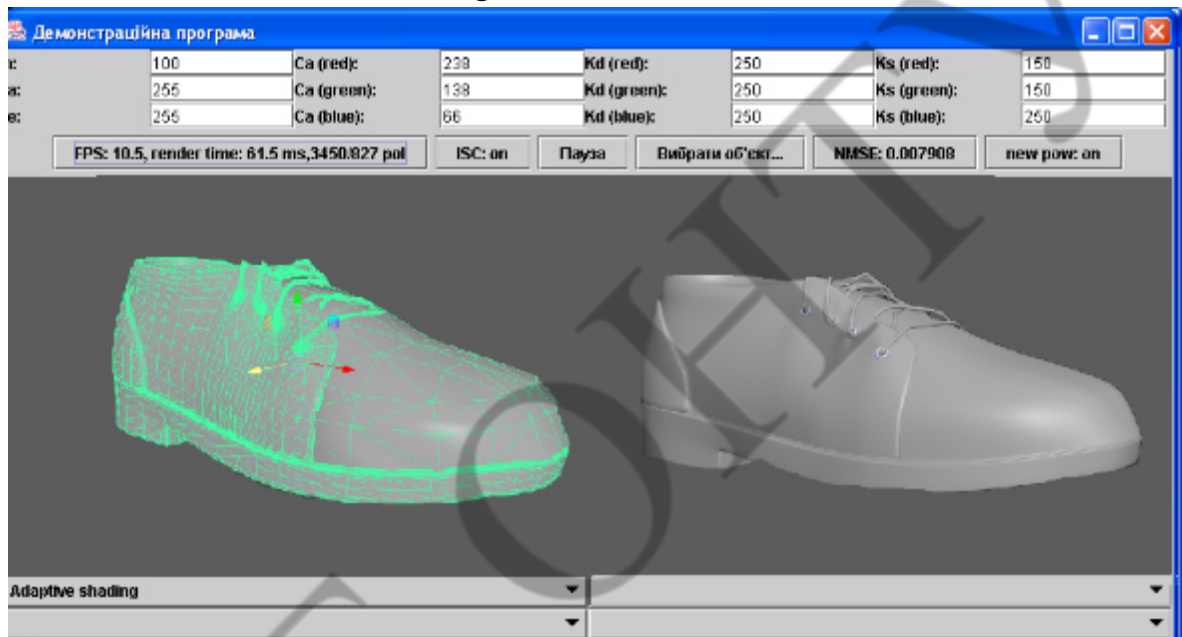 Демонстраційна програма
100 Ca (red): 238 Kd (red): 250 Ks (red): 150
255 Ca (green): 138 Kd (green): 250 Ks (green): 150
255 Ca (blue): 66 Kd (blue): 250 Ks (blue): 250
FPS: 10.5, render time: 61.5 ms,3450/827 pol ISC: on Пауза Вибрати об'єкт... NMSE: 0.007908 new pow: on
Adaptive shading